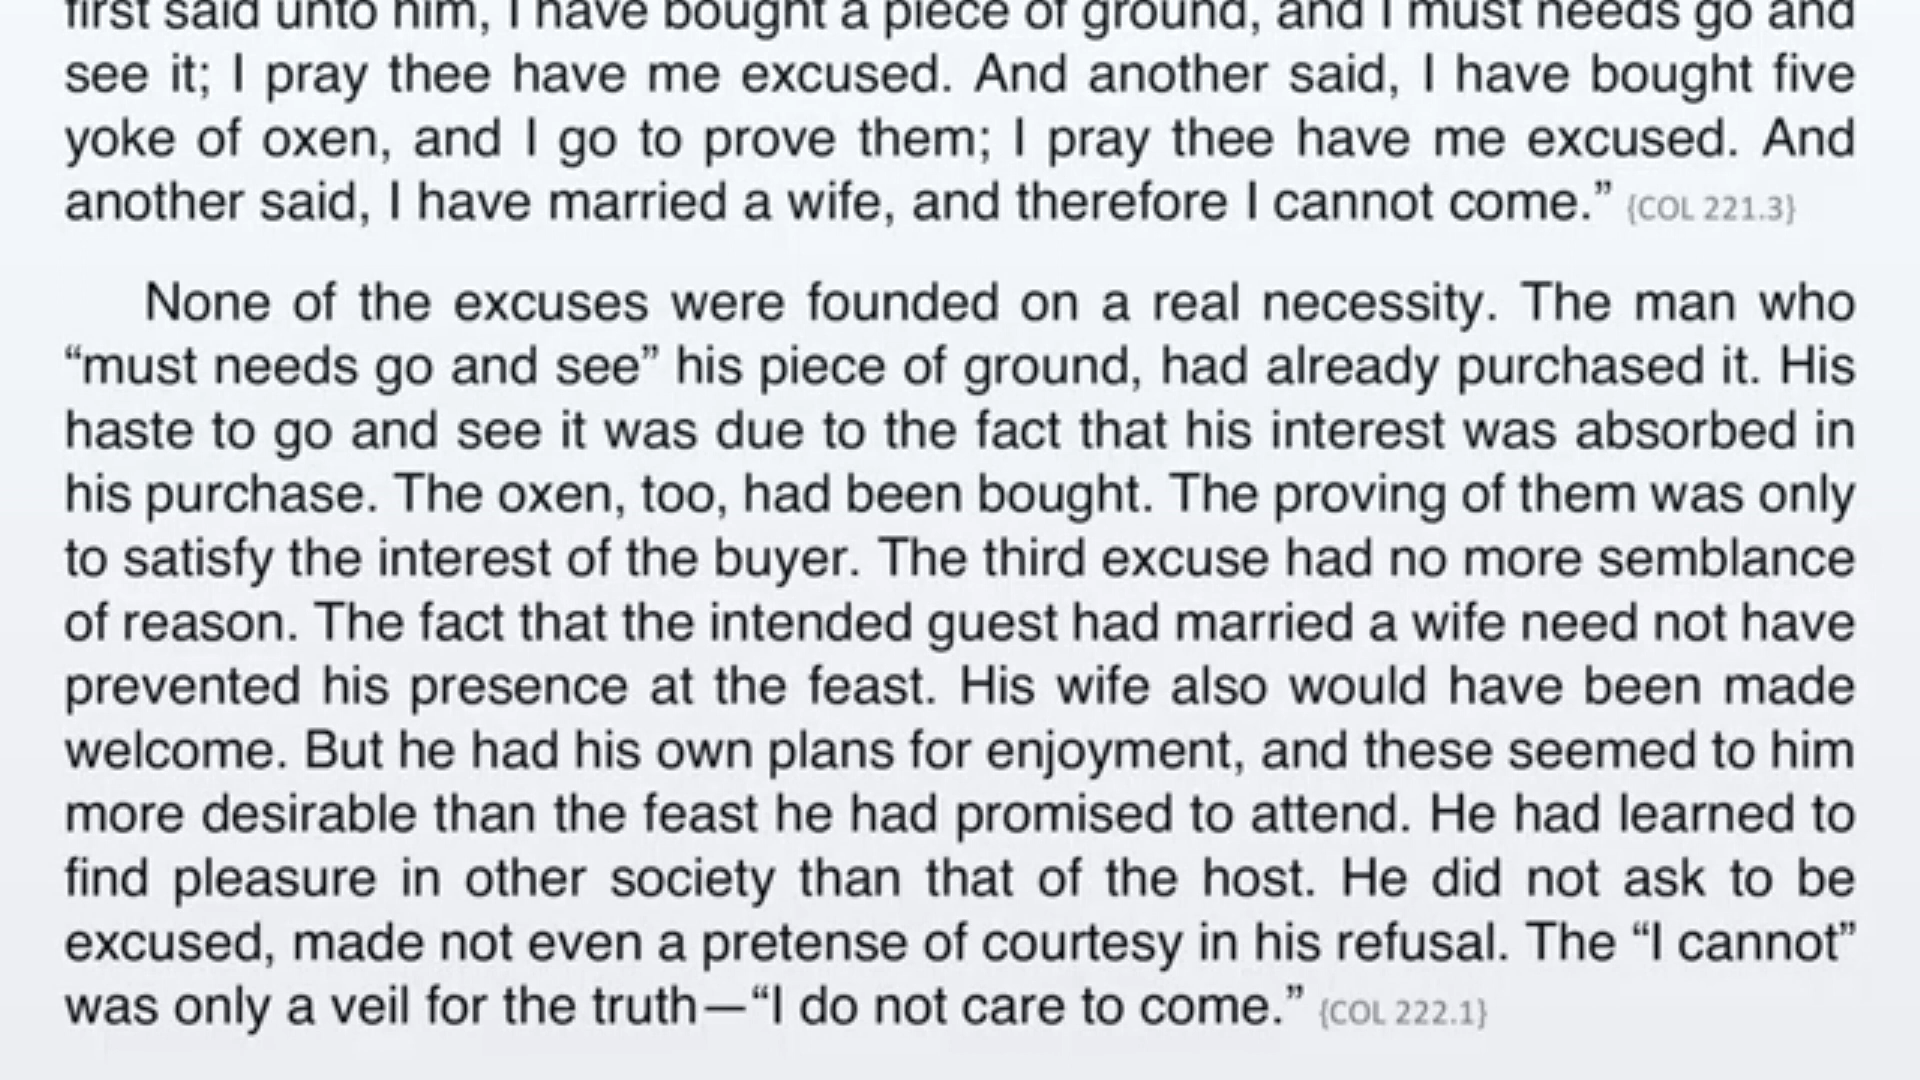 first said unto him, I have bought a piece of ground, and I must needs go and
see it; I pray thee have me excused. And another said, I have bought five
yoke of oxen, and I go to prove them; I pray thee have me excused. And
another said, I have married a wife, and therefore I cannot come.” {COL 221.3}
None of the excuses were founded on a real necessity. The man who
“must needs go and see” his piece of ground, had already purchased it. His
haste to go and see it was due to the fact that his interest was absorbed in
his purchase. The oxen, too, had been bought. The proving of them was only
to satisfy the interest of the buyer. The third excuse had no more semblance
of reason. The fact that the intended guest had married a wife need not have
prevented his presence at the feast. His wife also would have been made
welcome. But he had his own plans for enjoyment, and these seemed to him
more desirable than the feast he had promised to attend. He had learned to
find pleasure in other society than that of the host. He did not ask to be
excused, made not even a pretense of courtesy in his refusal. The “I cannot”
was only a veil for the truth—“I do not care to come.” {COL 222.1}